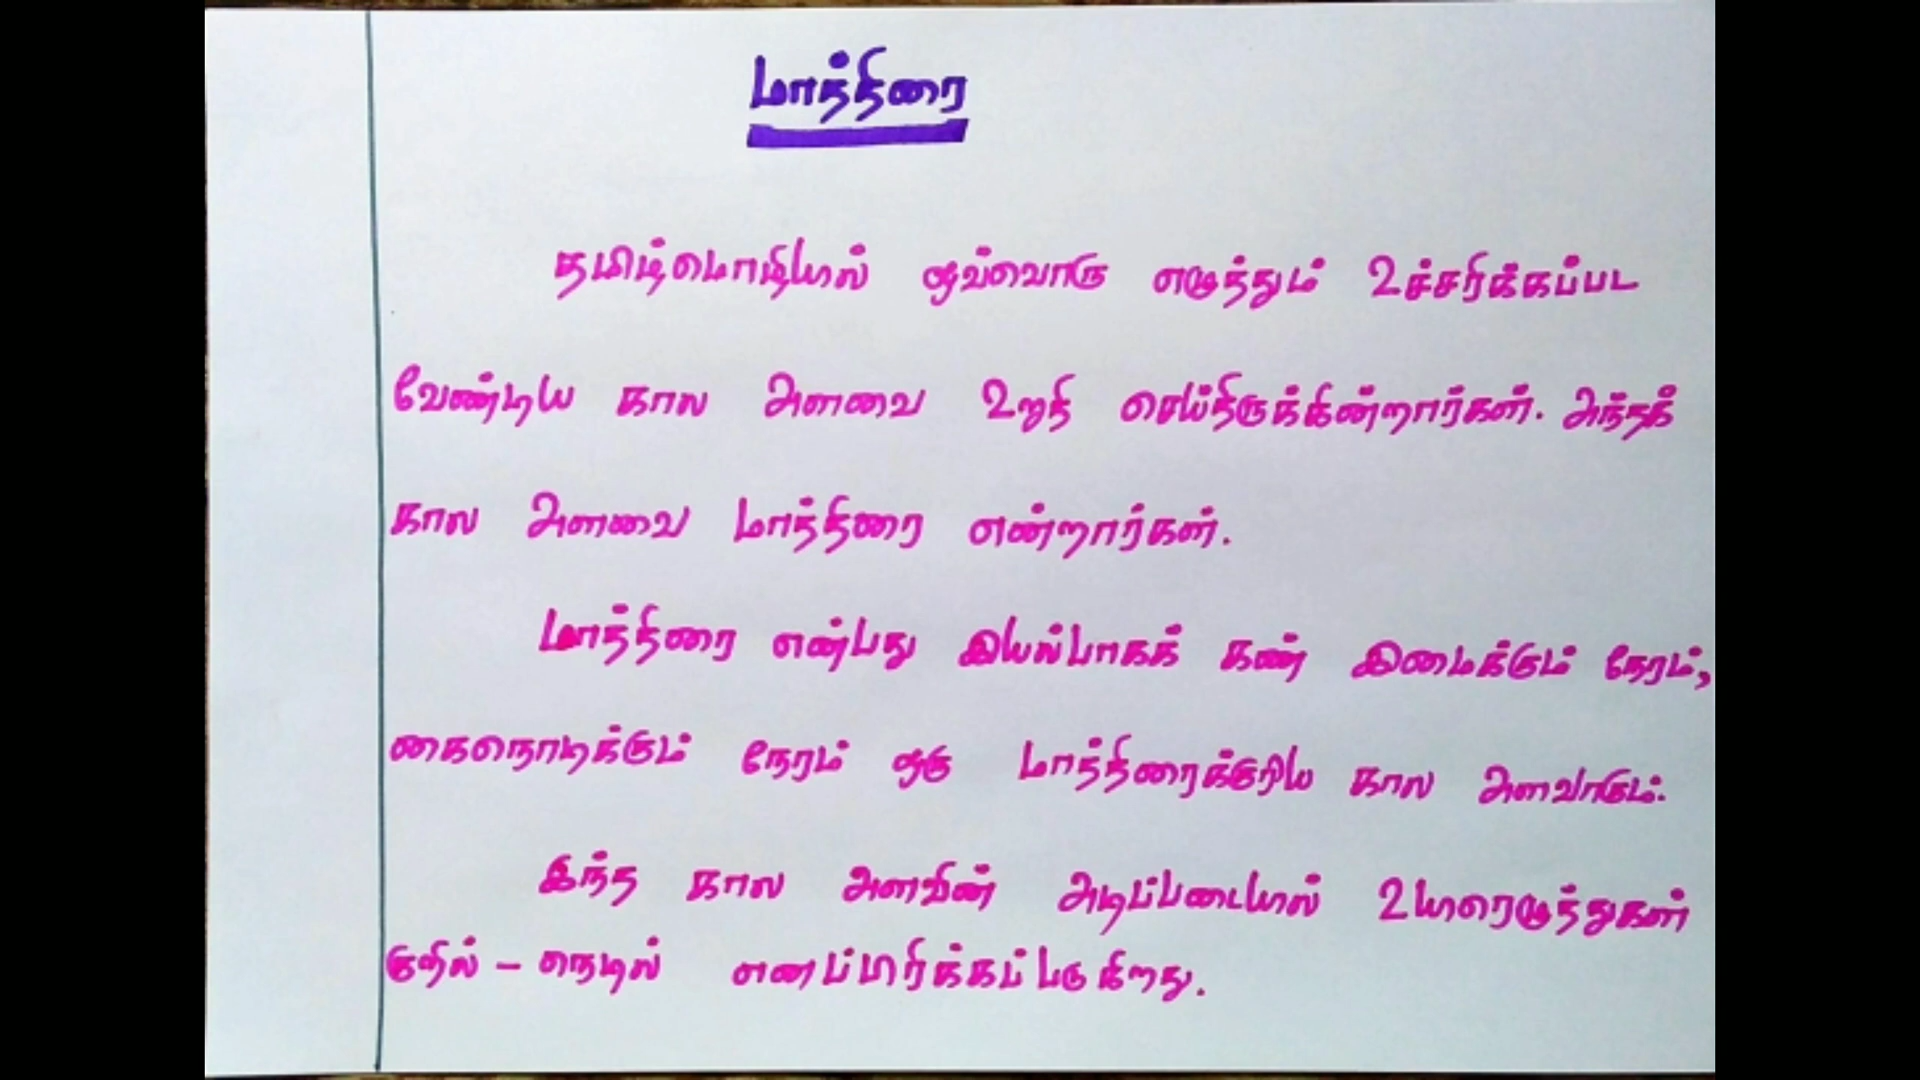 மாத்திரை
தமிழ்மொழியில் ஒவ்வொரு எழுத்தும் உச்சரிக்கப்பட
வேண்டிய கால அளவை உறுதி செய்திருக்கின்றார்கள். அந்தக்
கால அளவை மாத்திரை என்றார்கள்.
மாத்திரை என்பது இயல்பாகக் கண் இமைக்கும் நேரம்,
கைநொடிக்கும் நேரம் ஒரு மாத்திரைக்குரிய கால அளவாகும்.
இந்த கால அளவின் அடிப்படையில் உயிரெழுத்துகள்
குறில் – நெடில் எனப்பிரிக்கப்படுகிறது.